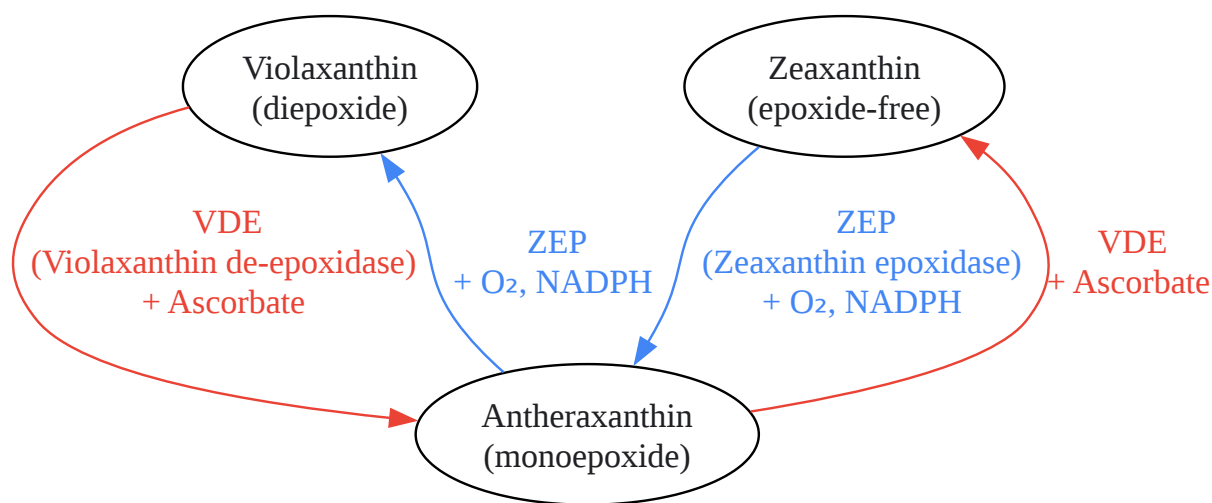 Violaxanthin
(diepoxide)
Zeaxanthin
(epoxide-free)
VDE
(Violaxanthin de-epoxidase)
+ Ascorbate
ZEP
+ O₂, NADPH
ZEP
(Zeaxanthin epoxidase)
+ O₂, NADPH
VDE
+ Ascorbate
Antheraxanthin
(monoepoxide)